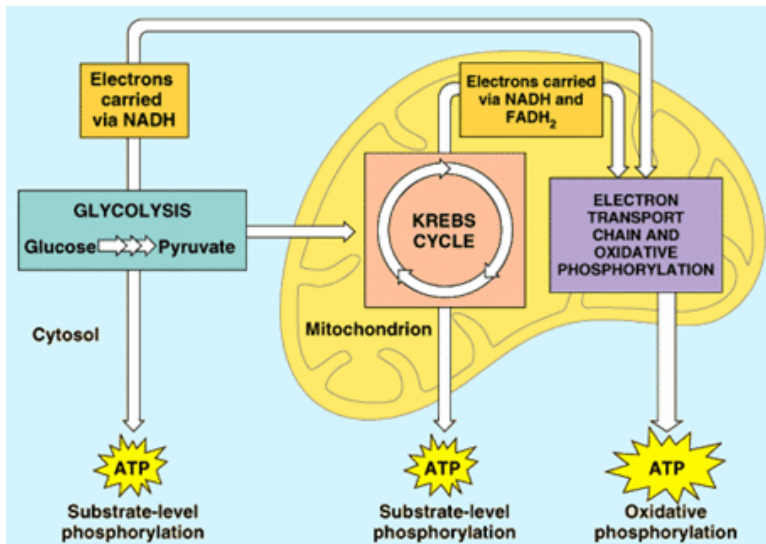 Electrons
carried
via NADH
Electrons carried
via NADH and
FADH₂
GLYCOLYSIS
Glucose Pyruvate
KREBS
CYCLE
ELECTRON
TRANSPORT
CHAIN AND
OXIDATIVE
PHOSPHORYLATION
Cytosol
Mitochondrion
ATP
ATP
ATP
Substrate-level
phosphorylation
Substrate-level
phosphorylation
Oxidative
phosphorylation